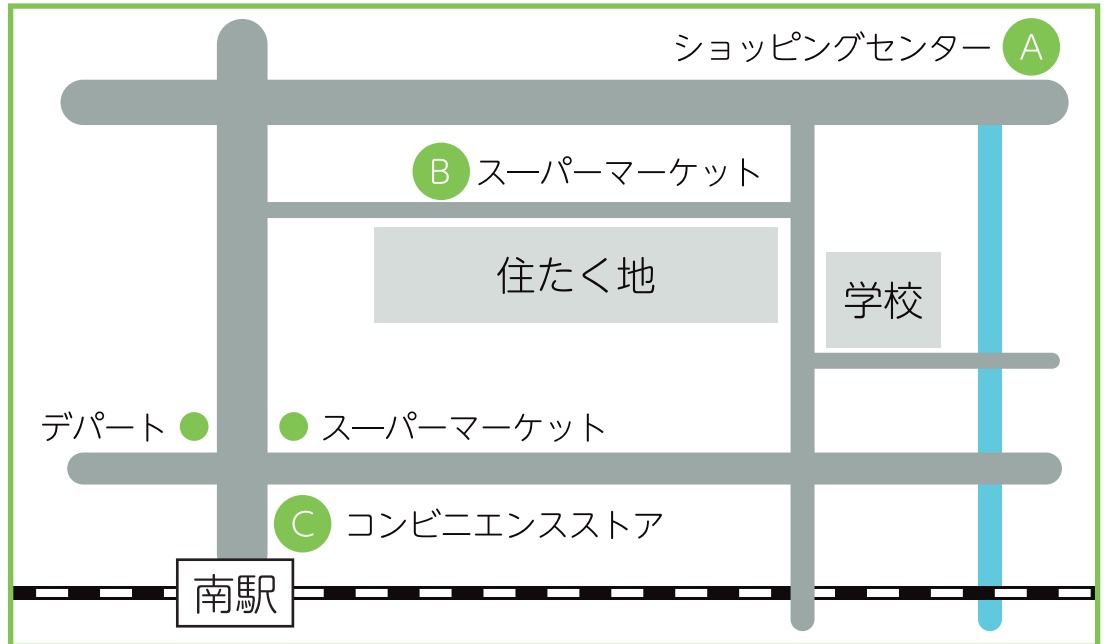 ショッピングセンター A
B スーパーマーケット
住たく地
学校
デパート
スーパーマーケット
C コンビニエンスストア
南駅